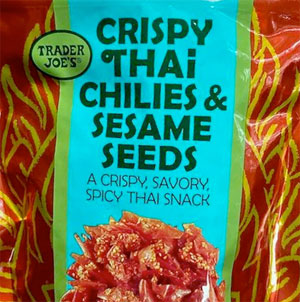 TRADER
JOE'S
CRISPY
THAI
CHILIES &
SESAME
SEEDS
A CRISPY, SAVORY,
SPICY THAI SNACK